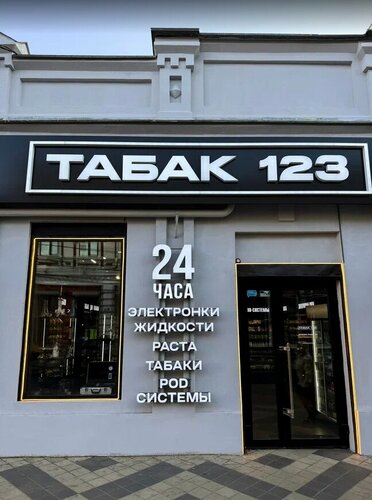 ТАБАК 123
24
ЧАСА
ЭЛЕКТРОНКИ
ЖИДКОСТИ
РАСТА
ТАБАКИ
POD
СИСТЕМЫ